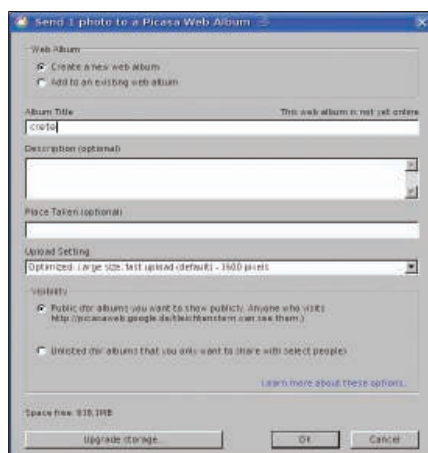 Send 1 photo to a Picasa Web Album
Web Album
Create a new web album
Add to an existing web album
Album Title This web album is not yet online
crete
Description (optional)
Place Taken (optional)
Upload Setting
Optimized: Large size, fast upload (default) - 1600 pixels
Visibility
Public (for albums you want to show publicly. Anyone who visits
http://picasaweb.google.de/tleichtenstern can see them.)
Unlisted (for albums that you only want to share with select people)
Learn more about these options.
Space free:
Upgrade storage... OK Cancel